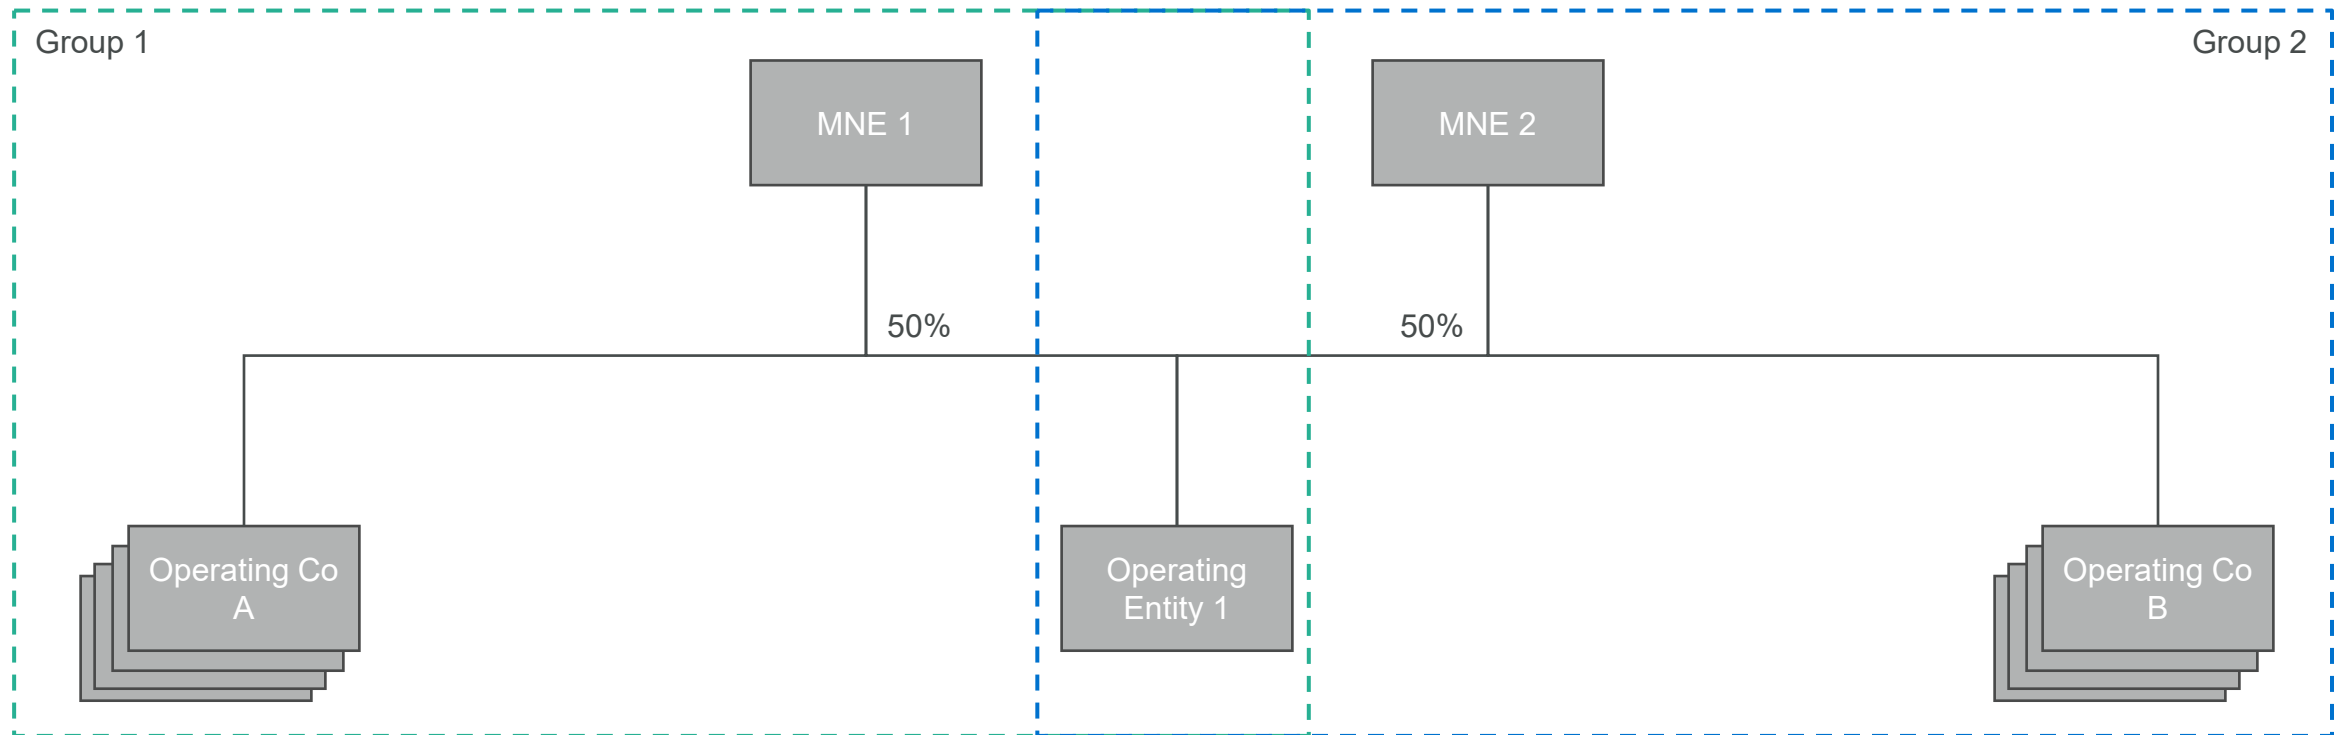 Group 1
Group 2
MNE 1
MNE 2
50%
50%
Operating Co
A
Operating
Entity 1
Operating Co
B